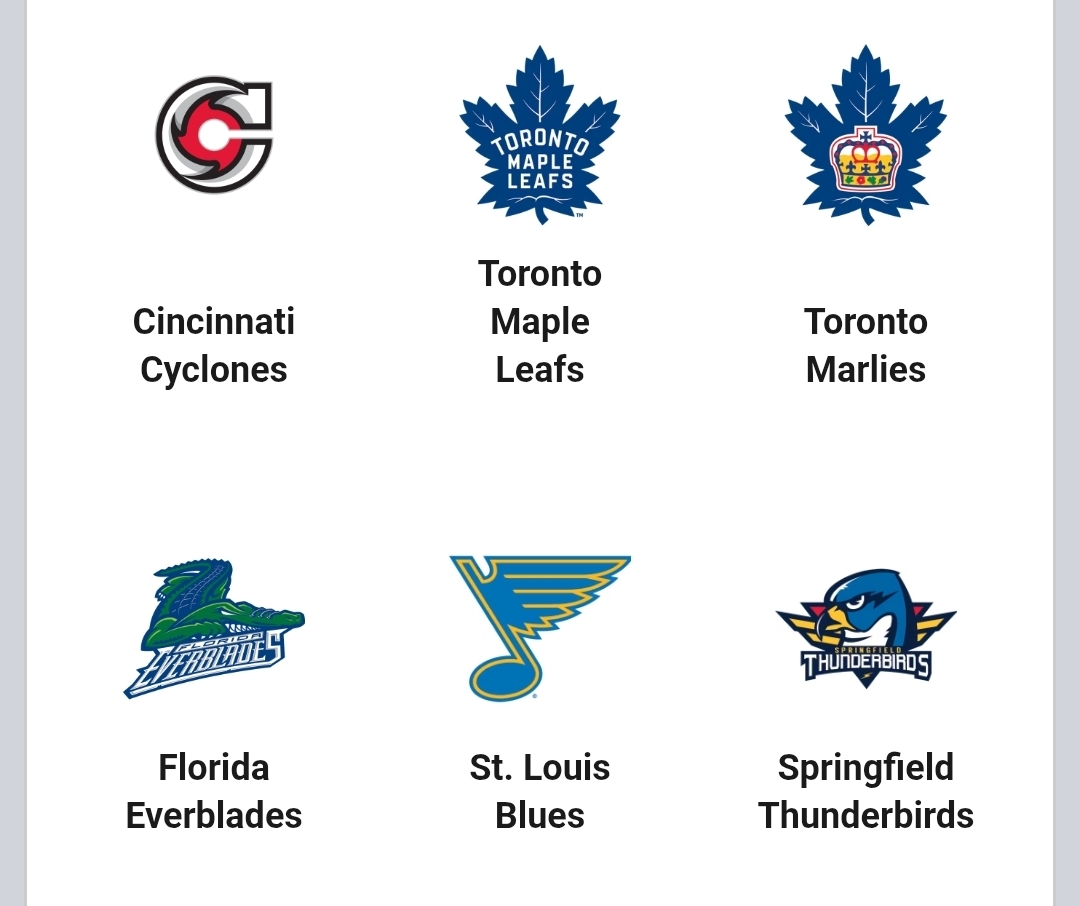 TORONTO
MAPLE
LEAFS
TM
Cincinnati
Cyclones
Toronto
Maple
Leafs
Toronto
Marlies
FLORIDA
EVERBLADES
®
SPRINGFIELD
THUNDERBIRDS
Florida
Everblades
St. Louis
Blues
Springfield
Thunderbirds